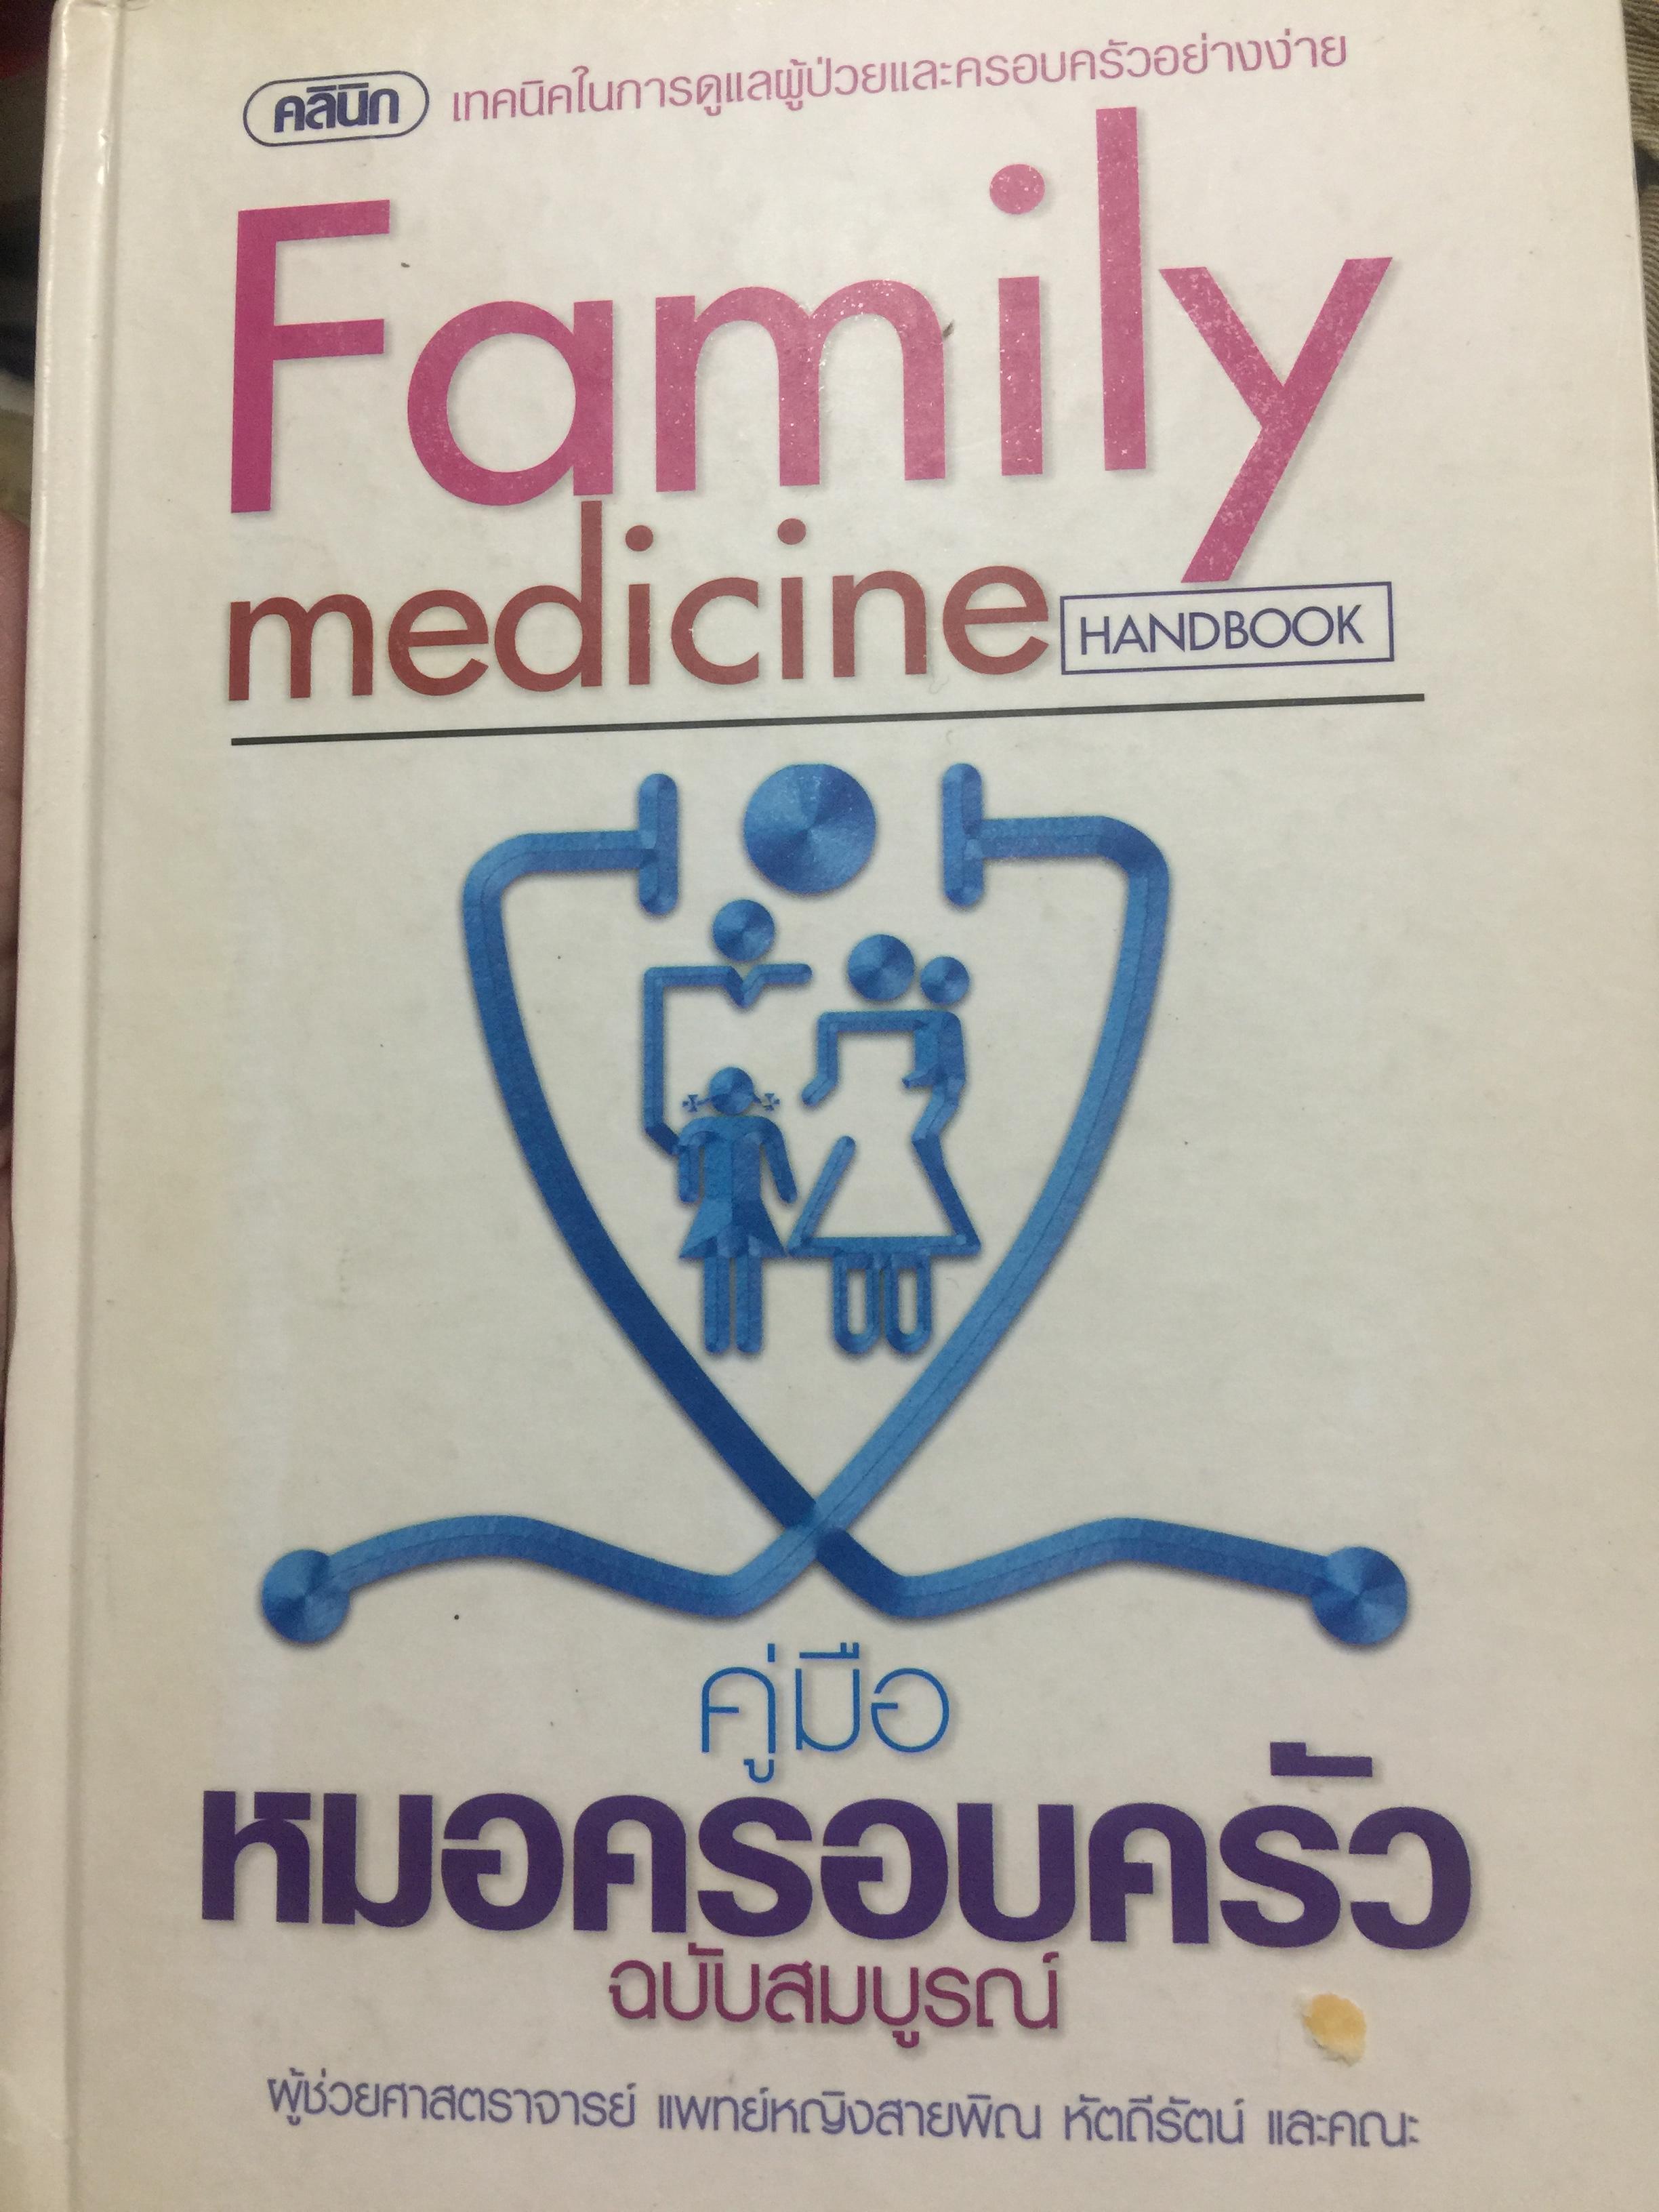 คลินิก เทคนิคในการดูแลผู้ป่วยและครอบครัวอย่างง่าย
Family
medicine HANDBOOK
คู่มือ
หมอครอบครัว
ฉบับสมบูรณ์
ผู้ช่วยศาสตราจารย์ แพทย์หญิงสายพิณ หัตถีรัตน์ และคณะ